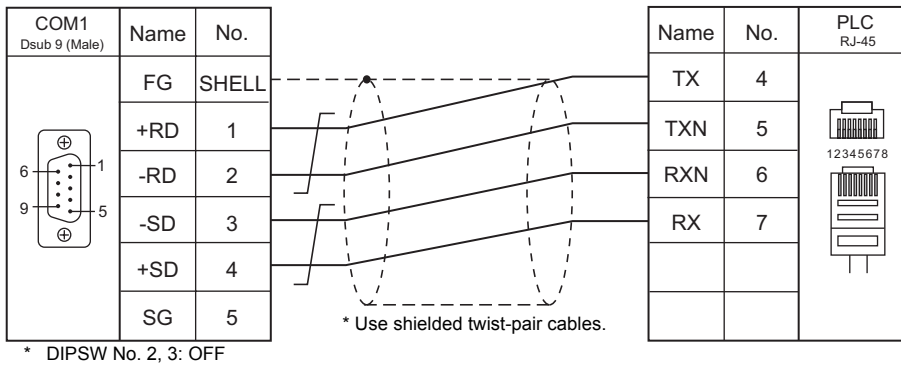 COM1
Dsub 9 (Male)
Name No.
FG SHELL
+RD 1
-RD 2
-SD 3
+SD 4
SG 5
6 1
9 5
* DIPSW No. 2, 3: OFF
* Use shielded twist-pair cables.
Name No.
TX 4
TXN 5
RXN 6
RX 7
PLC
RJ-45
12345678